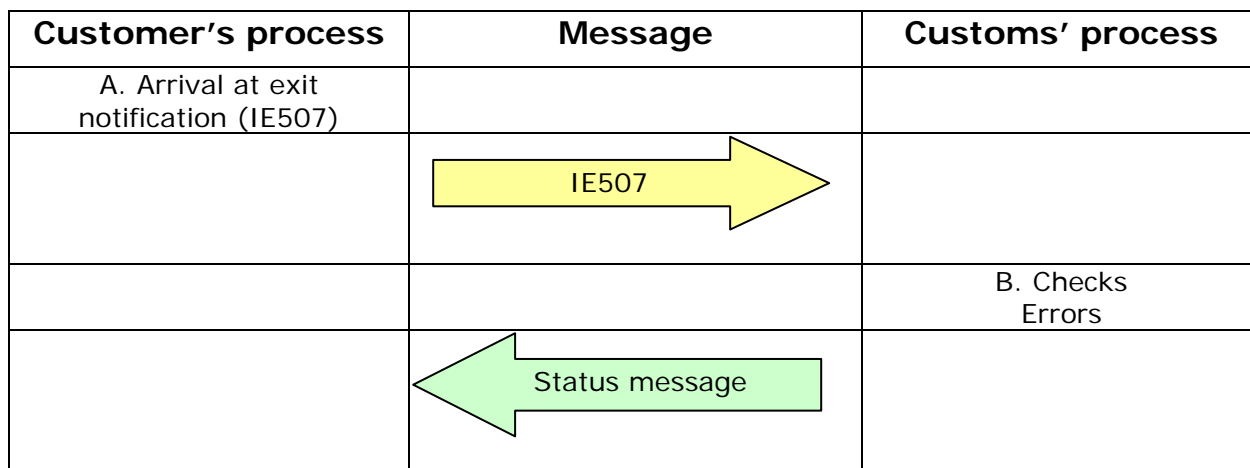 Customer's process Message Customs' process
A. Arrival at exit
notification (IE507)
IE507
B. Checks
Errors
Status message